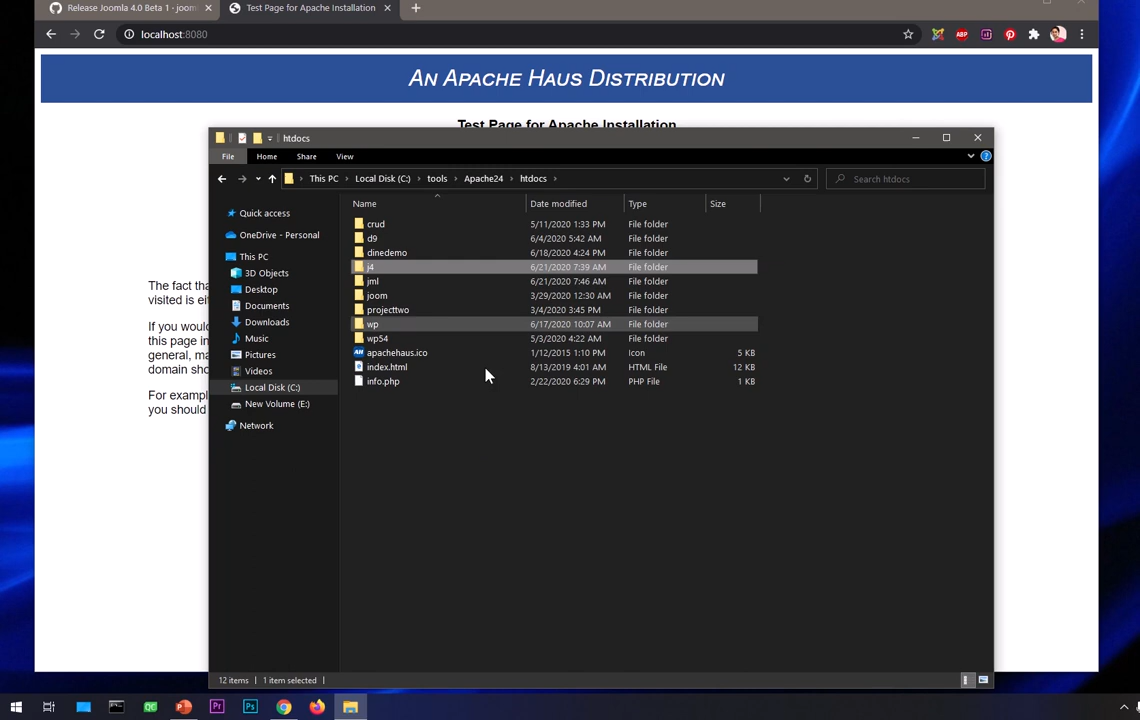 Release Joomla 4.0 Beta 1 - joom
Test Page for Apache Installation
localhost:8080
ABP
AN APACHE HAUS DISTRIBUTION
Test Page for Apache Installation
htdocs
File Home Share View
This PC Local Disk (C:) tools Apache24 htdocs
Search htdocs
Name Date modified Type Size
Quick access
OneDrive - Personal
This PC
3D Objects
Desktop
Documents
Downloads
Music
Pictures
Videos
Local Disk (C:)
New Volume (E:)
Network
crud 5/11/2020 1:33 PM File folder
d9 6/4/2020 5:42 AM File folder
dinedemo 6/18/2020 4:24 PM File folder
j4 6/21/2020 7:39 AM File folder
jml 6/21/2020 7:46 AM File folder
joom 3/29/2020 12:30 AM File folder
projecttwo 3/4/2020 3:45 PM File folder
wp 6/17/2020 10:07 AM File folder
wp54 5/3/2020 4:22 AM File folder
apachehaus.ico 1/12/2015 1:10 PM Icon 5 KB
index.html 8/13/2019 4:01 AM HTML File 12 KB
info.php 2/22/2020 6:29 PM PHP File 1 KB
The fact tha
visited is ei
If you woul
this page in
general, ma
domain sho
For exampl
you should
12 items 1 item selected